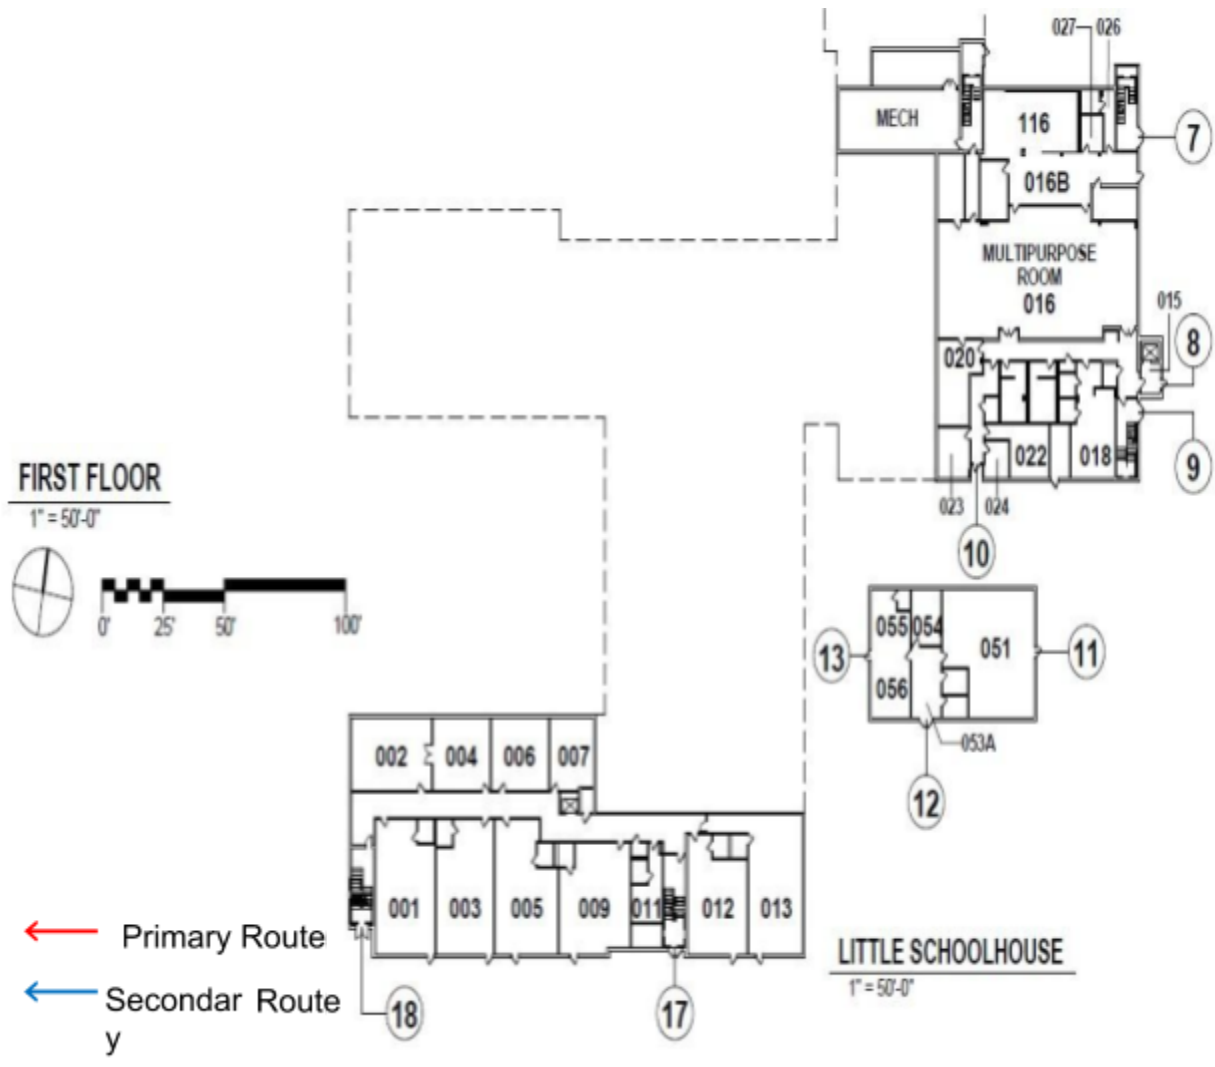 027 026
MECH
116
7
016B
MULTIPURPOSE
ROOM
016
015
8
020
9
022 018
023 024
10
FIRST FLOOR
1" = 50'-0"
0' 25' 50' 100'
055 054
051
13
11
056
053A
12
002 004 006 007
001 003 005 009 011 012 013
Primary Route
Secondar Route
y
LITTLE SCHOOLHOUSE
1" = 50'-0"
18
17